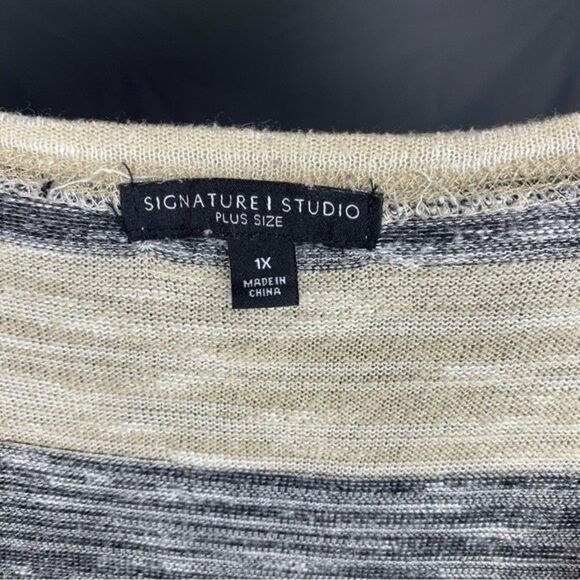 SIGNATURE | STUDIO
PLUS SIZE
1X
MADE IN
CHINA